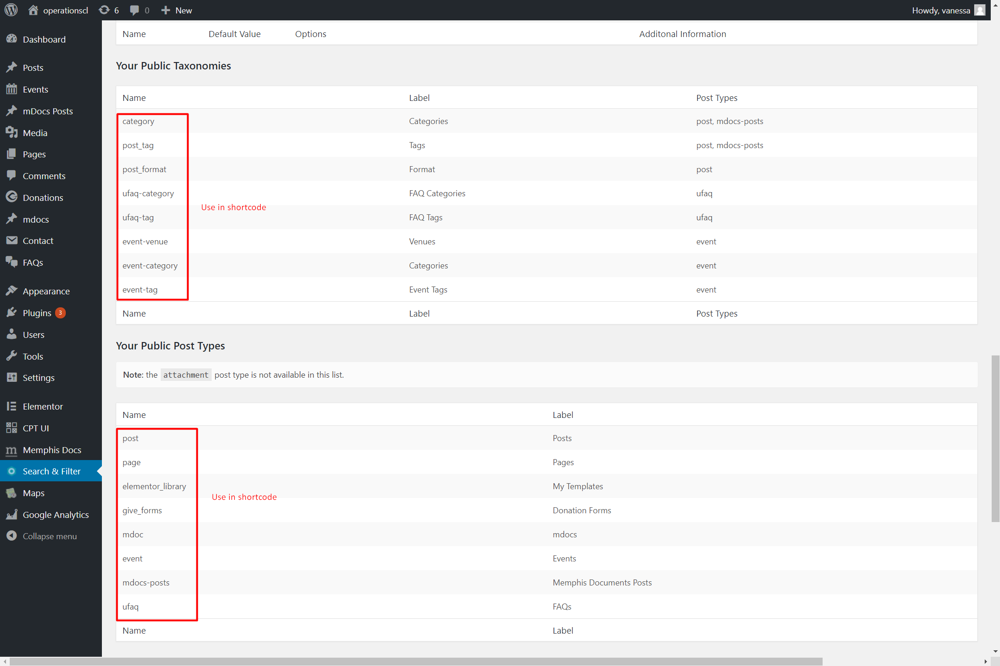 operationscl 6 0 New Howdy, vanessa
Dashboard
Posts
Events
mDocs Posts
Media
Pages
Comments
Donations
mdocs
Contact
FAQs
Appearance
Plugins 3
Users
Tools
Settings
Elementor
CPT UI
m Memphis Docs
Search & Filter
Maps
Google Analytics
Collapse menu
Name Default Value Options Additonal Information
Your Public Taxonomies
Name Label Post Types
category Categories post, mdocs-posts
post_tag Tags post, mdocs-posts
post_format Format post
ufaq-category FAQ Categories ufaq
Use in shortcode
ufaq-tag FAQ Tags ufaq
event-venue Venues event
event-category Categories event
event-tag Event Tags event
Name Label Post Types
Your Public Post Types
Note: the attachment post type is not available in this list.
Name Label
post Posts
page Pages
elementor_library My Templates
Use in shortcode
give_forms Donation Forms
mdoc mdocs
event Events
mdocs-posts Memphis Documents Posts
ufaq FAQs
Name Label